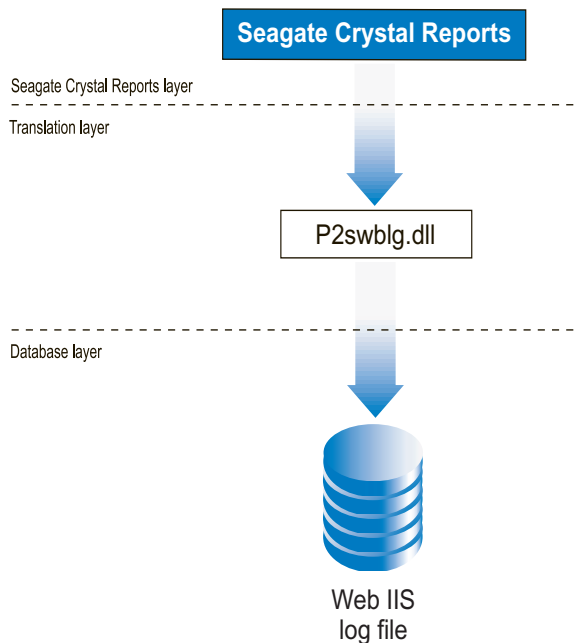 Seagate Crystal Reports
Seagate Crystal Reports layer
Translation layer
P2swblg.dll
Database layer
Web IIS
log file